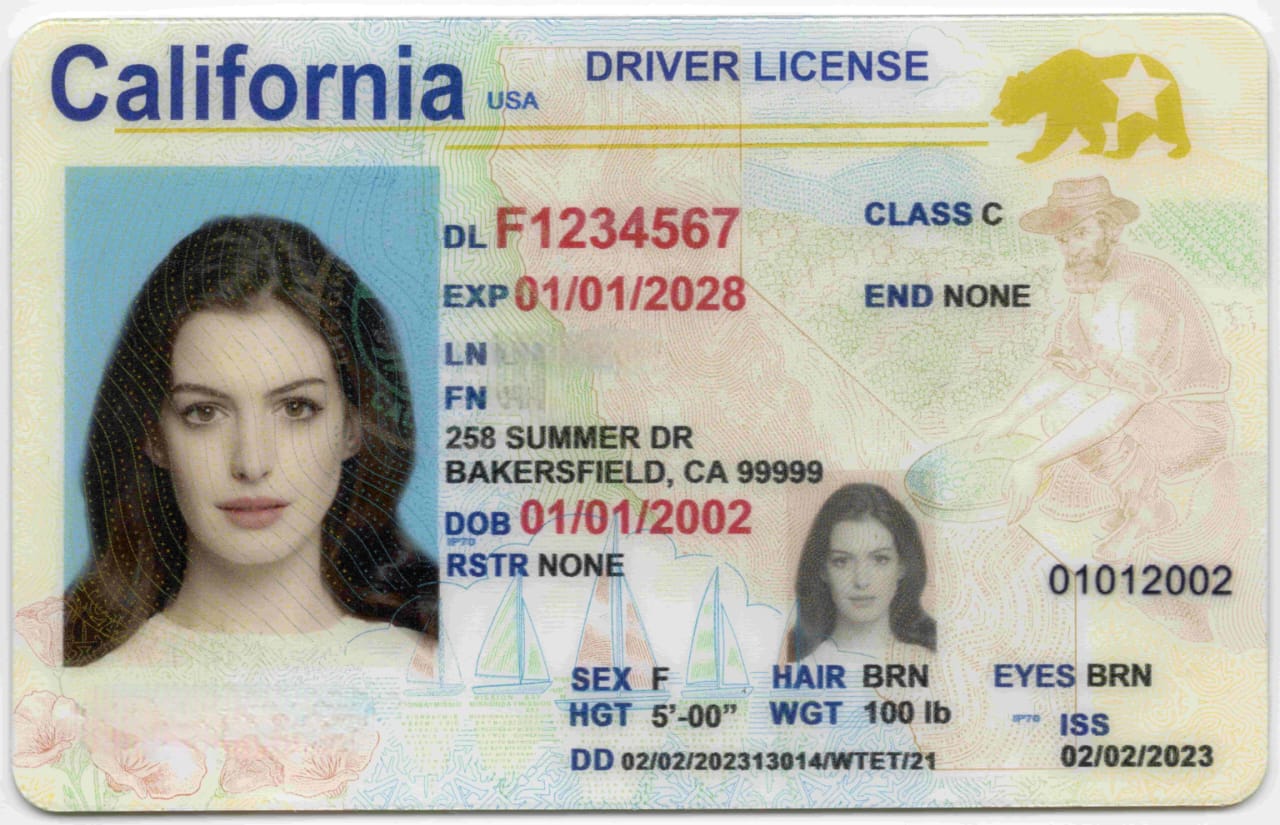 California USA DRIVER LICENSE
DL F1234567 CLASS C
EXP 01/01/2028 END NONE
LN
FN
258 SUMMER DR
BAKERSFIELD, CA 99999
DOB 01/01/2002
RSTR NONE
01012002
SEX F HAIR BRN EYES BRN
HGT 5'-00” WGT 100 lb ISS
DD 02/02/202313014/WTET/21 02/02/2023